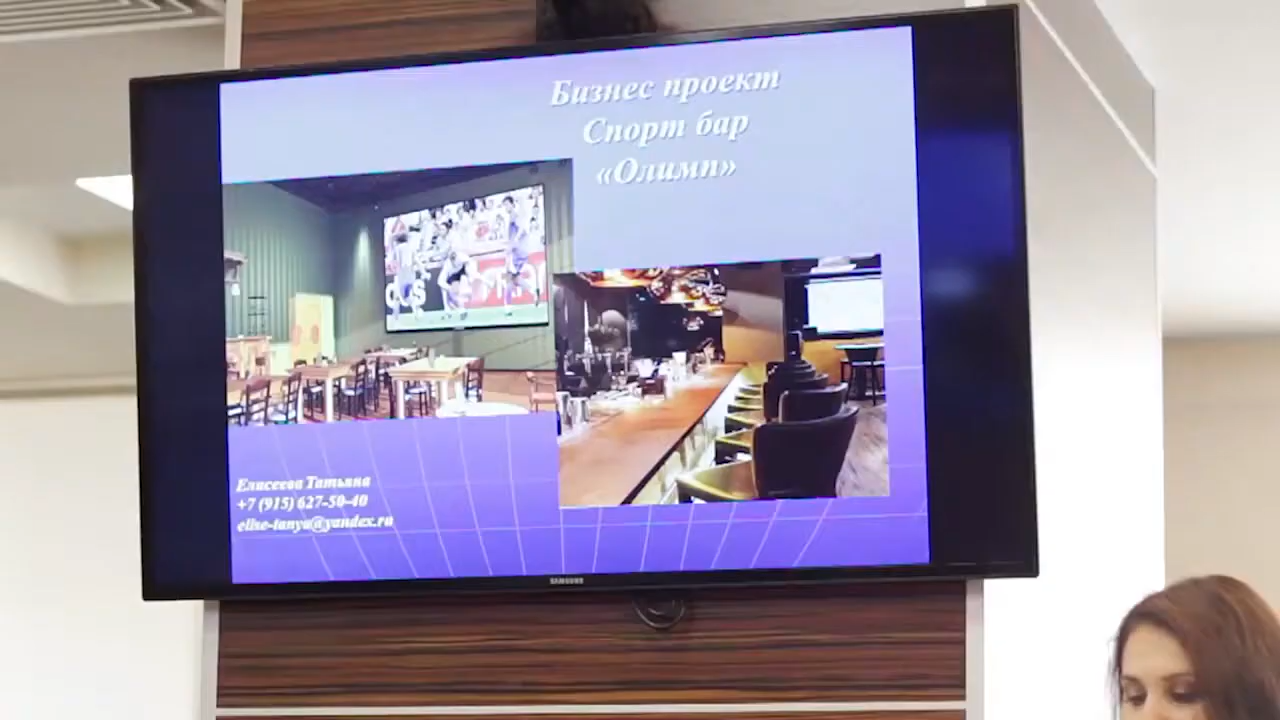 Бизнес проект
Спорт бар
«Олимп»
Елисеева Татьяна
+7 (915) 627-50-40
elise-tanya@yandex.ru
SAMSUNG